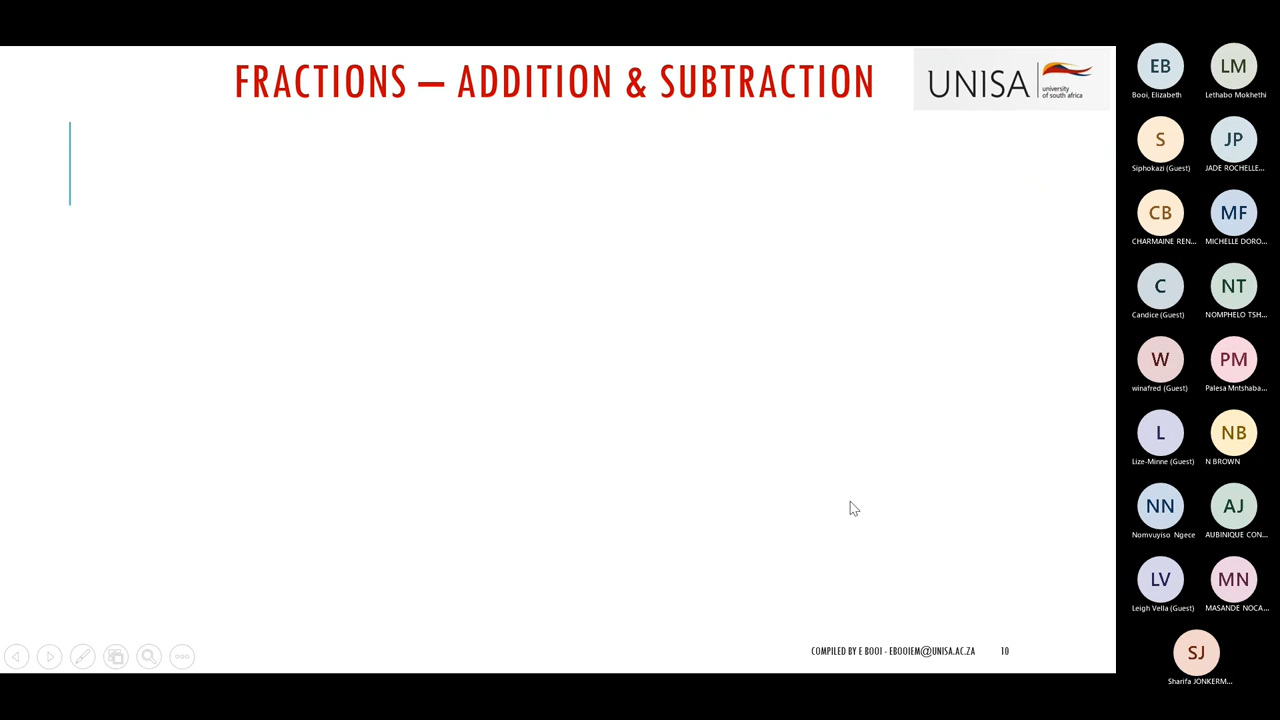 FRACTIONS – ADDITION & SUBTRACTION
UNISA
university
of south africa
EB
Booi, Elizabeth
LM
Lethabo Mokhethi
S
Siphokazi (Guest)
JP
JADE ROCHELLE...
CB
CHARMAINE REN...
MF
MICHELLE DORO...
C
Candice (Guest)
NT
NOMPHELO TSH...
W
winafred (Guest)
PM
Palesa Mntshaba...
L
Lize-Minne (Guest)
NB
N BROWN
NN
Nomvuyiso Ngece
AJ
AUBINIQUE CON...
LV
Leigh Vella (Guest)
MN
MASANDE NOCA...
SJ
Sharifa JONKERM...
COMPILED BY E BOOI - EBOOIEM@UNISA.AC.ZA
10